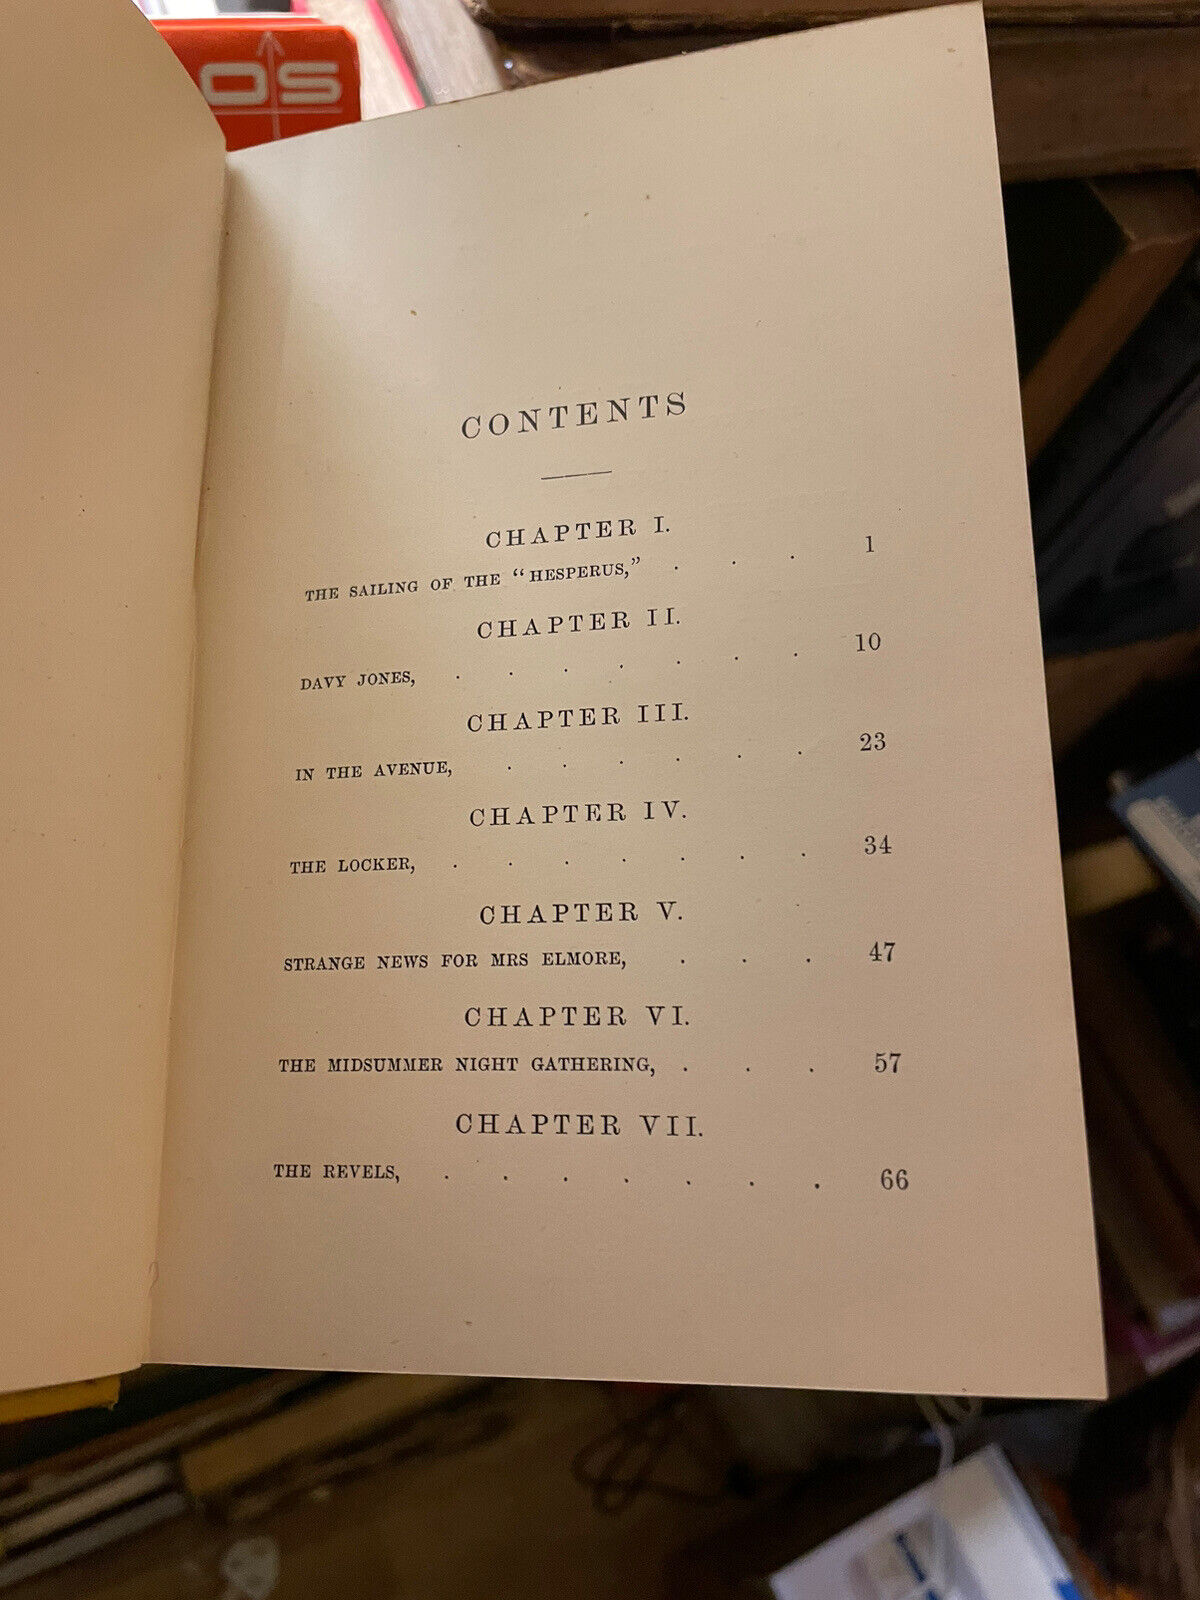 OS
CONTENTS
CHAPTER I.
THE SAILING OF THE "HESPERUS," . . . 1
CHAPTER II.
DAVY JONES, . . . . . . . 10
CHAPTER III.
IN THE AVENUE, . . . . . . 23
CHAPTER IV.
THE LOCKER, . . . . . . . 34
CHAPTER V.
STRANGE NEWS FOR MRS ELMORE, . . . 47
CHAPTER VI.
THE MIDSUMMER NIGHT GATHERING, . . . 57
CHAPTER VII.
THE REVELS, . . . . . . . 66